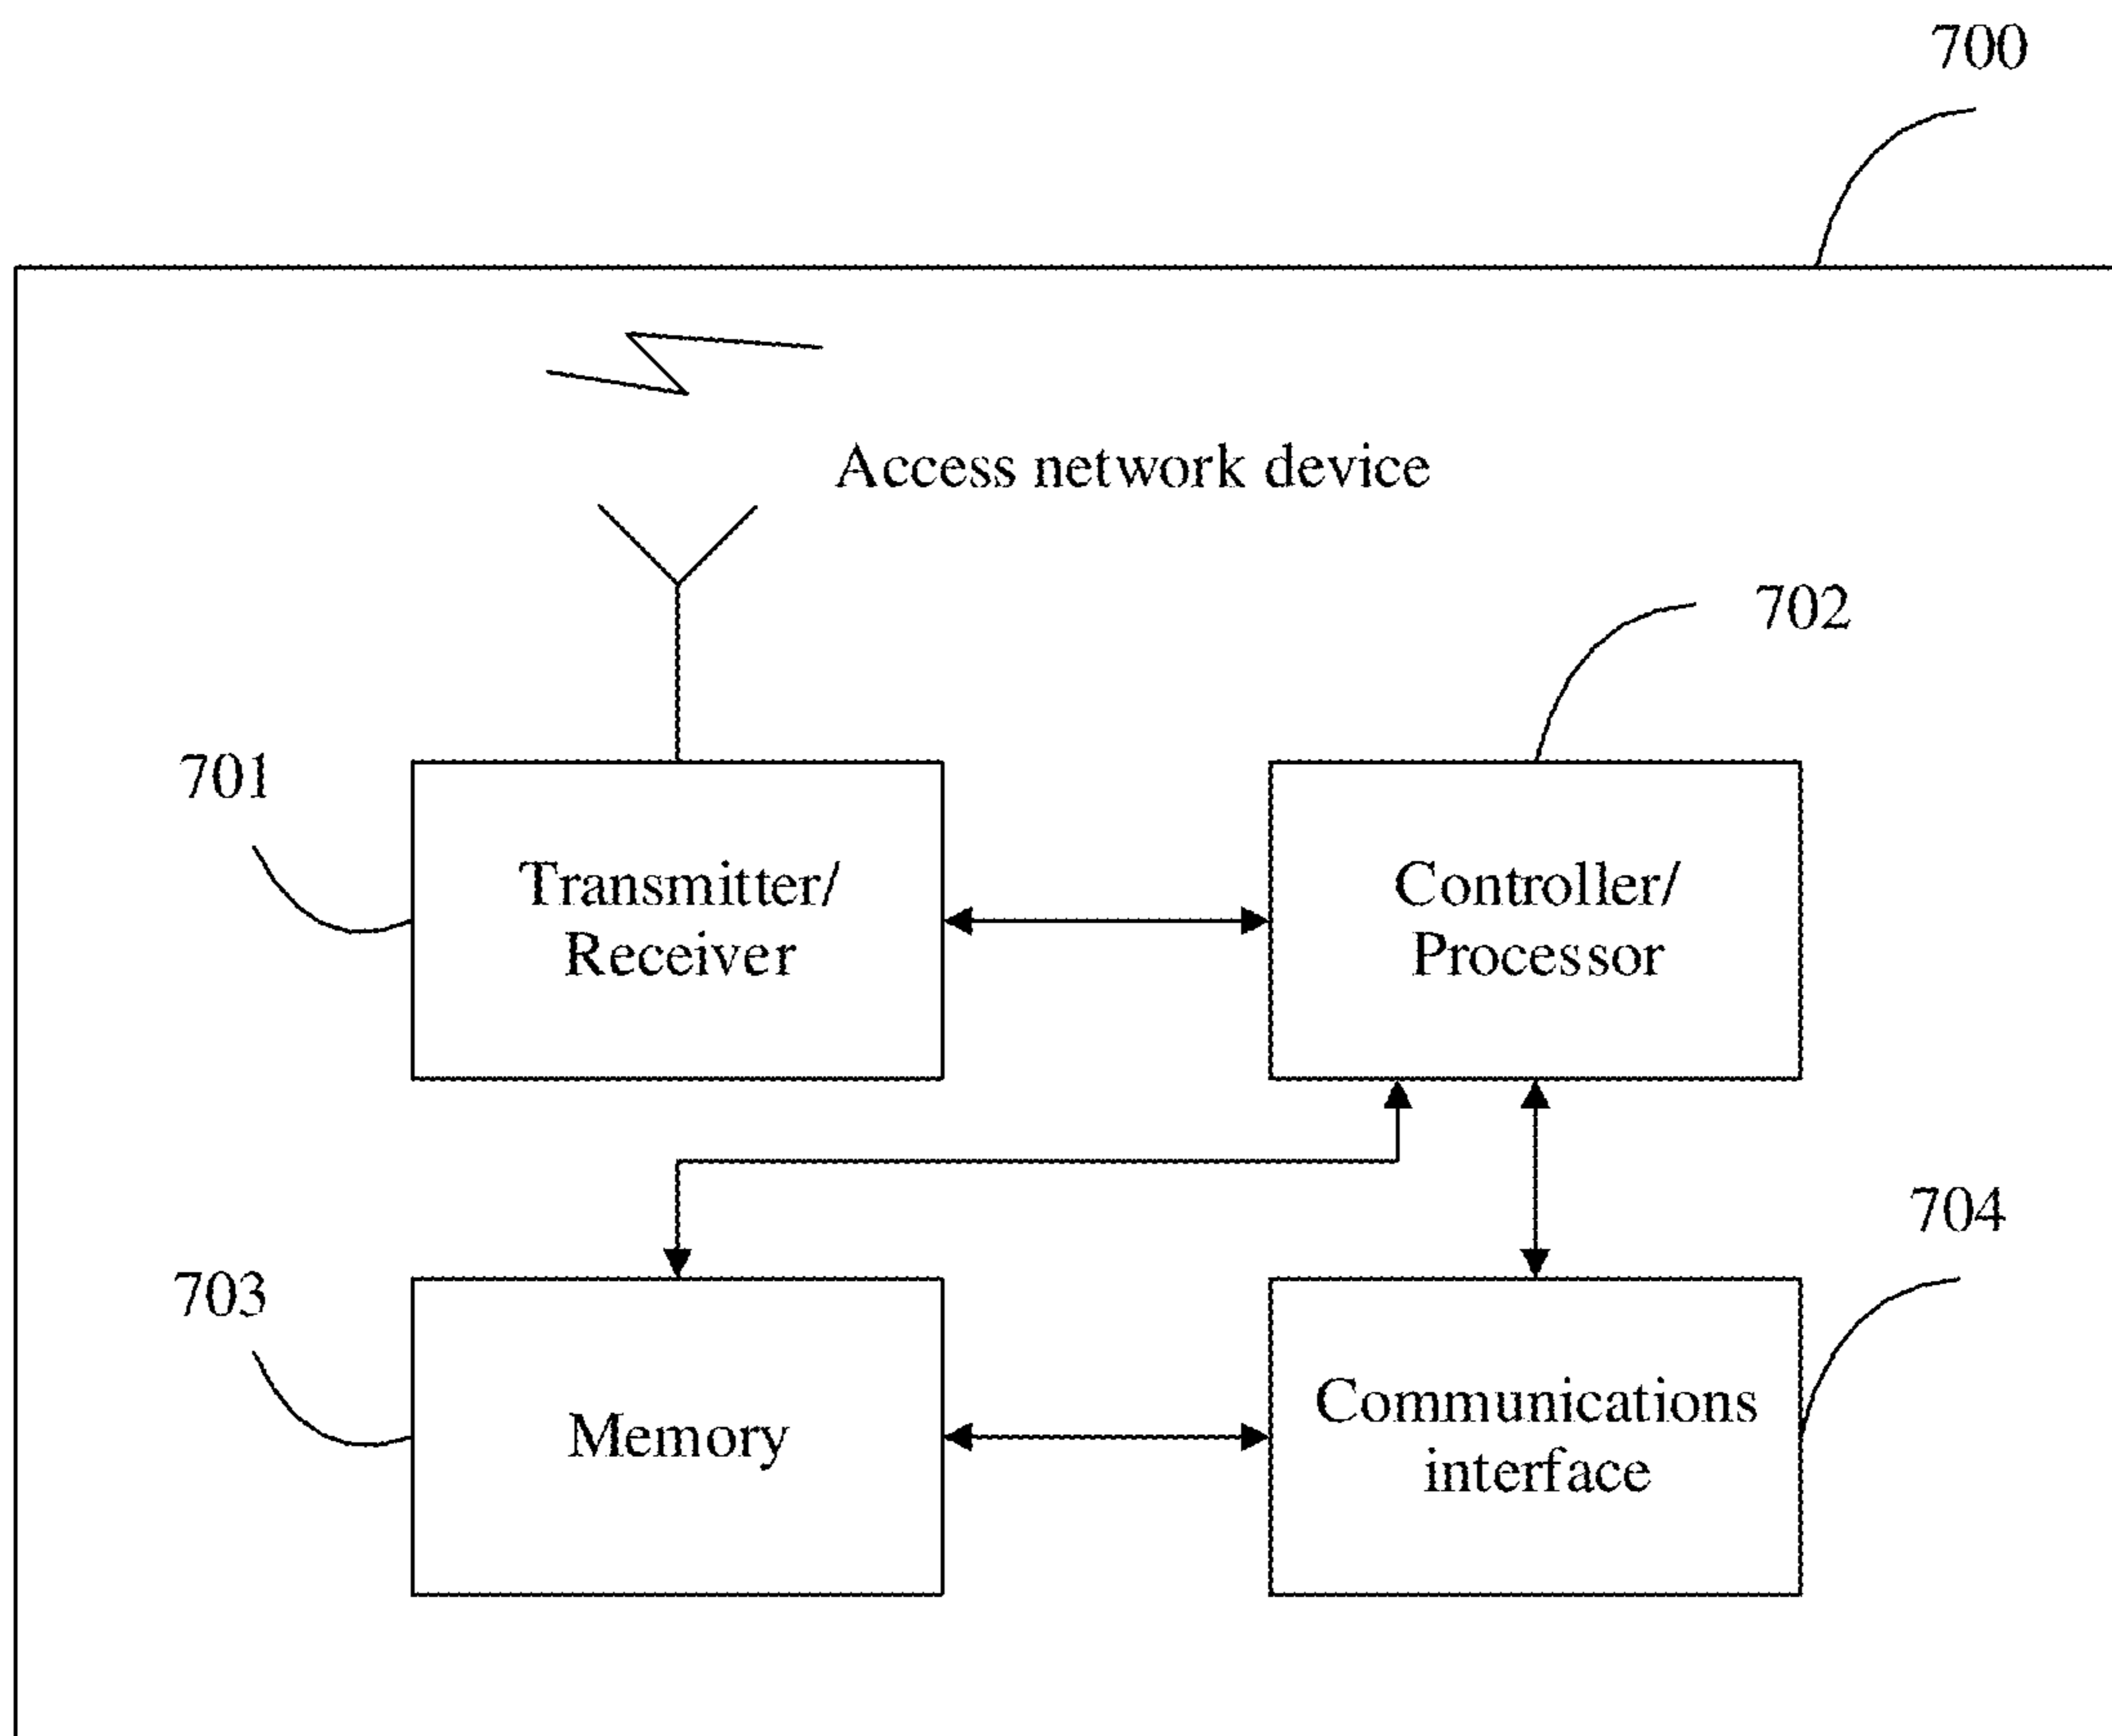 700
Access network device
702
701
Transmitter/
Receiver
Controller/
Processor
704
703
Memory
Communications
interface